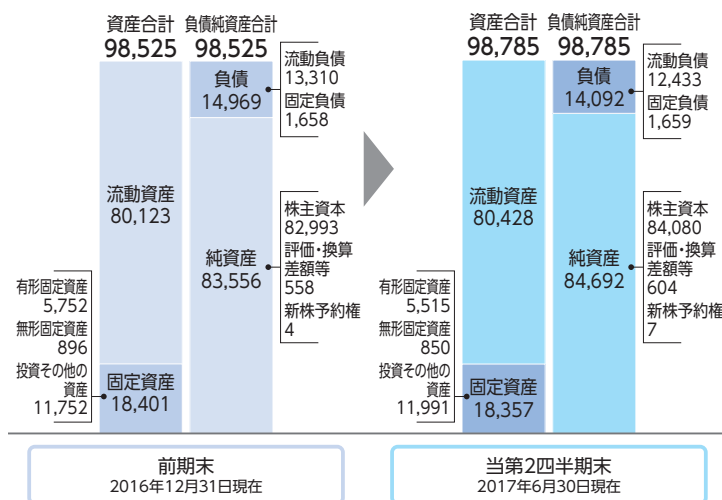 資産合計
98,525
負債純資産合計
98,525
流動資産
80,123
固定資産
18,401
有形固定資産
5,752
無形固定資産
896
投資その他の
資産
11,752
負債
14,969
流動負債
13,310
固定負債
1,658
純資産
83,556
株主資本
82,993
評価・換算
差額等
558
新株予約権
4
前期末
2016年12月31日現在
資産合計
98,785
負債純資産合計
98,785
流動資産
80,428
固定資産
18,357
有形固定資産
5,515
無形固定資産
850
投資その他の
資産
11,991
負債
14,092
流動負債
12,433
固定負債
1,659
純資産
84,692
株主資本
84,080
評価・換算
差額等
604
新株予約権
7
当第2四半期末
2017年6月30日現在